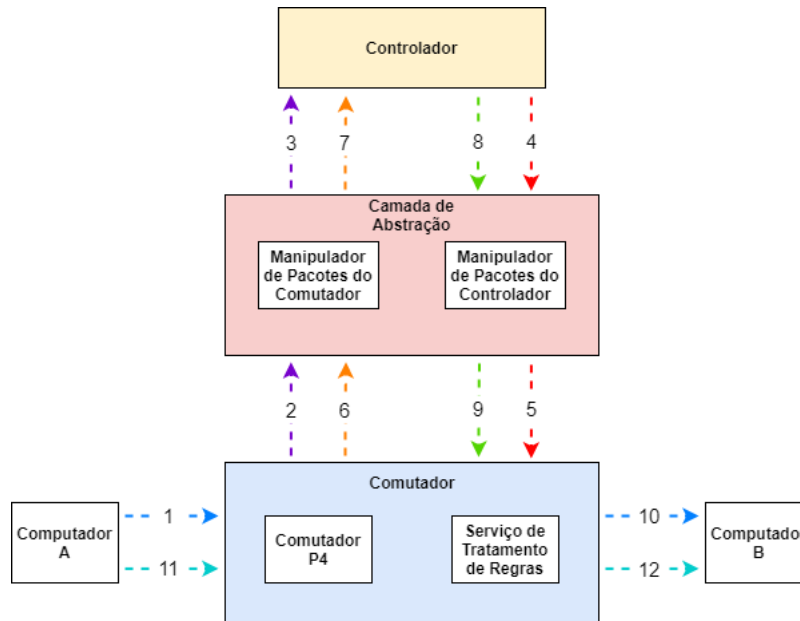 Controlador
3
7
8
4
Camada de
Abstração
Manipulador
de Pacotes do
Comutador
Manipulador
de Pacotes do
Controlador
2
6
9
5
Comutador
Computador
A
1
11
Comutador
P4
Serviço de
Tratamento
de Regras
10
12
Computado
B